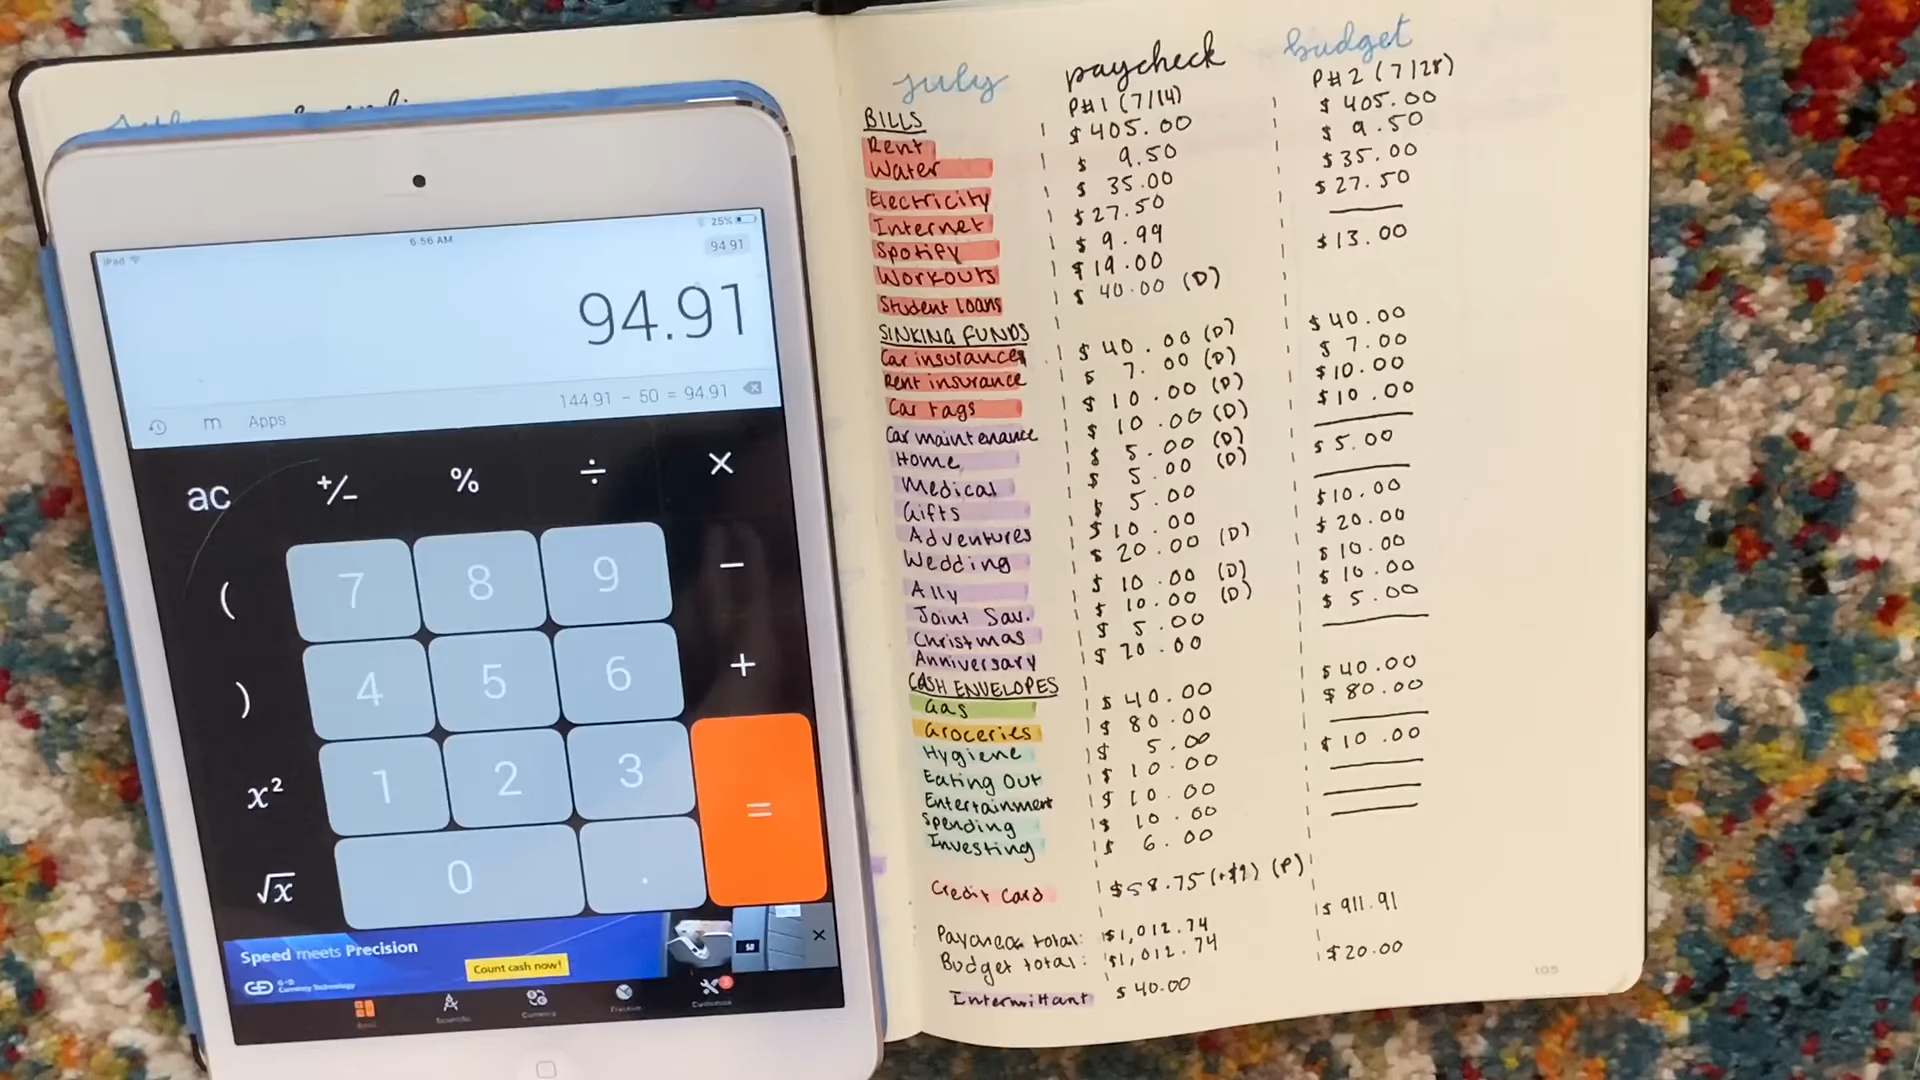 july paycheck budget
P#1 (7/14) P#2 (7/28)
BILLS
Rent $405.00 $405.00
Water $ 9.50 $ 9.50
Electricity $ 35.00 $35.00
Internet $27.50 $27.50
Spotify $ 9.99
Workouts $19.00 $13.00
Student loans $ 40.00 (D)
SINKING FUNDS
Car insurance $ 40.00 (D) $40.00
Rent insurance $ 7.00 (D) $ 7.00
Car tags $ 10.00 (D) $10.00
Car maintenance $ 10.00 (D) $10.00
Home $ 5.00 (D)
Medical $ 5.00 (D) $ 5.00
Gifts $ 5.00
Adventures $10.00 $10.00
Wedding $ 20.00 (D) $20.00
Ally $ 10.00 (D) $10.00
Joint Sav. $ 10.00 (D) $10.00
Christmas $ 5.00 $ 5.00
Anniversary $ 20.00
CASH ENVELOPES
Gas $ 40.00 $40.00
Groceries $ 80.00 $80.00
Hygiene $ 5.00
Eating Out $ 10.00 $10.00
Entertainment $ 10.00
Spending $ 10.00
Investing $ 6.00
Credit Card $58.75 (P)
Paycheck total: $1,012.74 $911.91
Budget total: $1,012.74
Intermittant $ 40.00 $20.00
105
iPad
6:56 AM
25%
94.91
94.91
144.91 − 50 = 94.91
m Apps
ac +/− % ÷ ×
( 7 8 9 −
) 4 5 6 +
x² 1 2 3 =
√x 0 .
Speed meets Precision
Count cash now!
G+D
Currency Technology
Basic Scientific Currency Fraction Customize